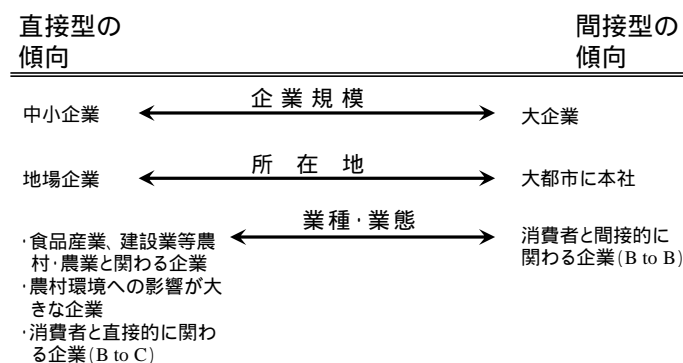 直接型の
傾向
間接型の
傾向
企業規模
中小企業
大企業
所在地
地場企業
大都市に本社
業種・業態
・食品産業、建設業等農
村・農業と関わる企業
・農村環境への影響が大
きな企業
・消費者と直接的に関わ
る企業(B to C)
消費者と間接的に
関わる企業(B to B)